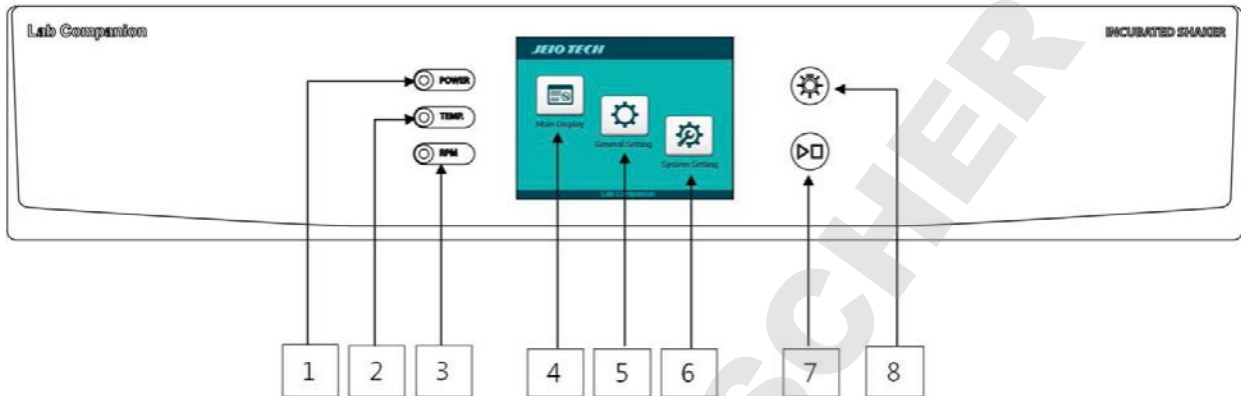 Lab Companion
INCUBATED SHAKER
JEIO TECH
POWER
TEMP.
RPM
Main Display
General Setting
System Setting
Lab Companion
1 2 3 4 5 6 7 8
SCHER